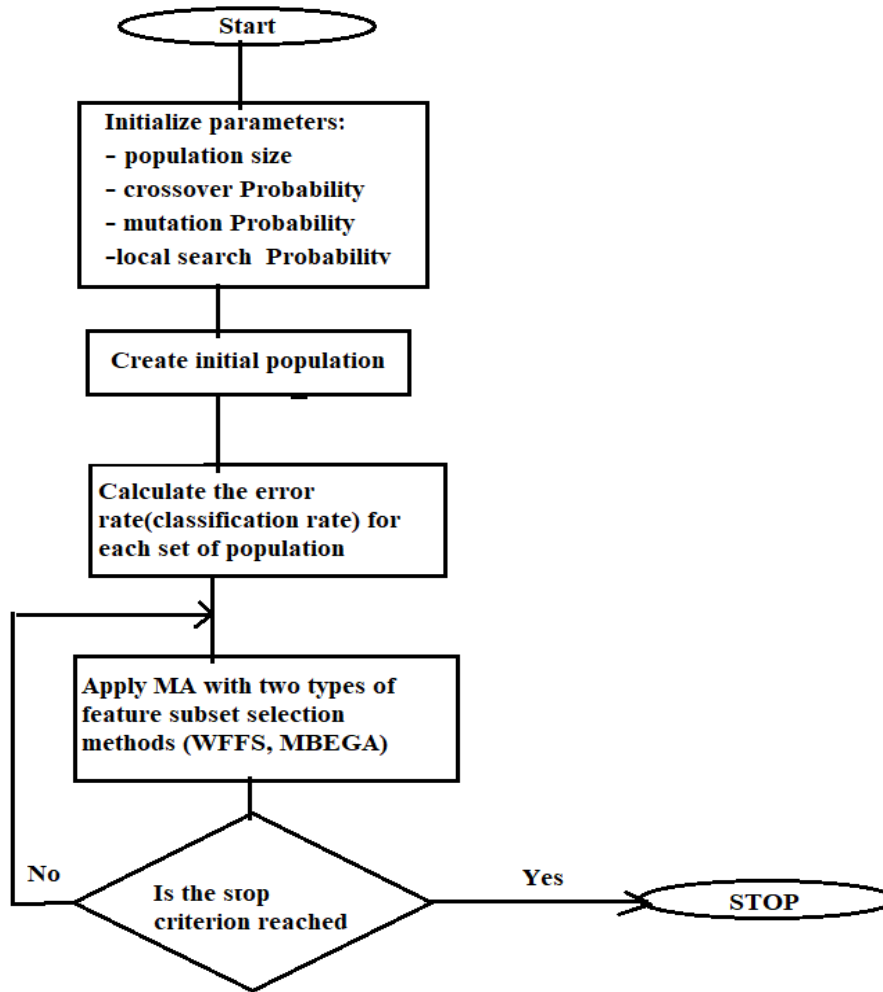 Start
Initialize parameters:
- population size
- crossover Probability
- mutation Probability
-local search Probability
Create initial population
Calculate the error
rate(classification rate) for
each set of population
Apply MA with two types of
feature subset selection
methods (WFFS, MBEGA)
No
Is the stop
criterion reached
Yes
STOP